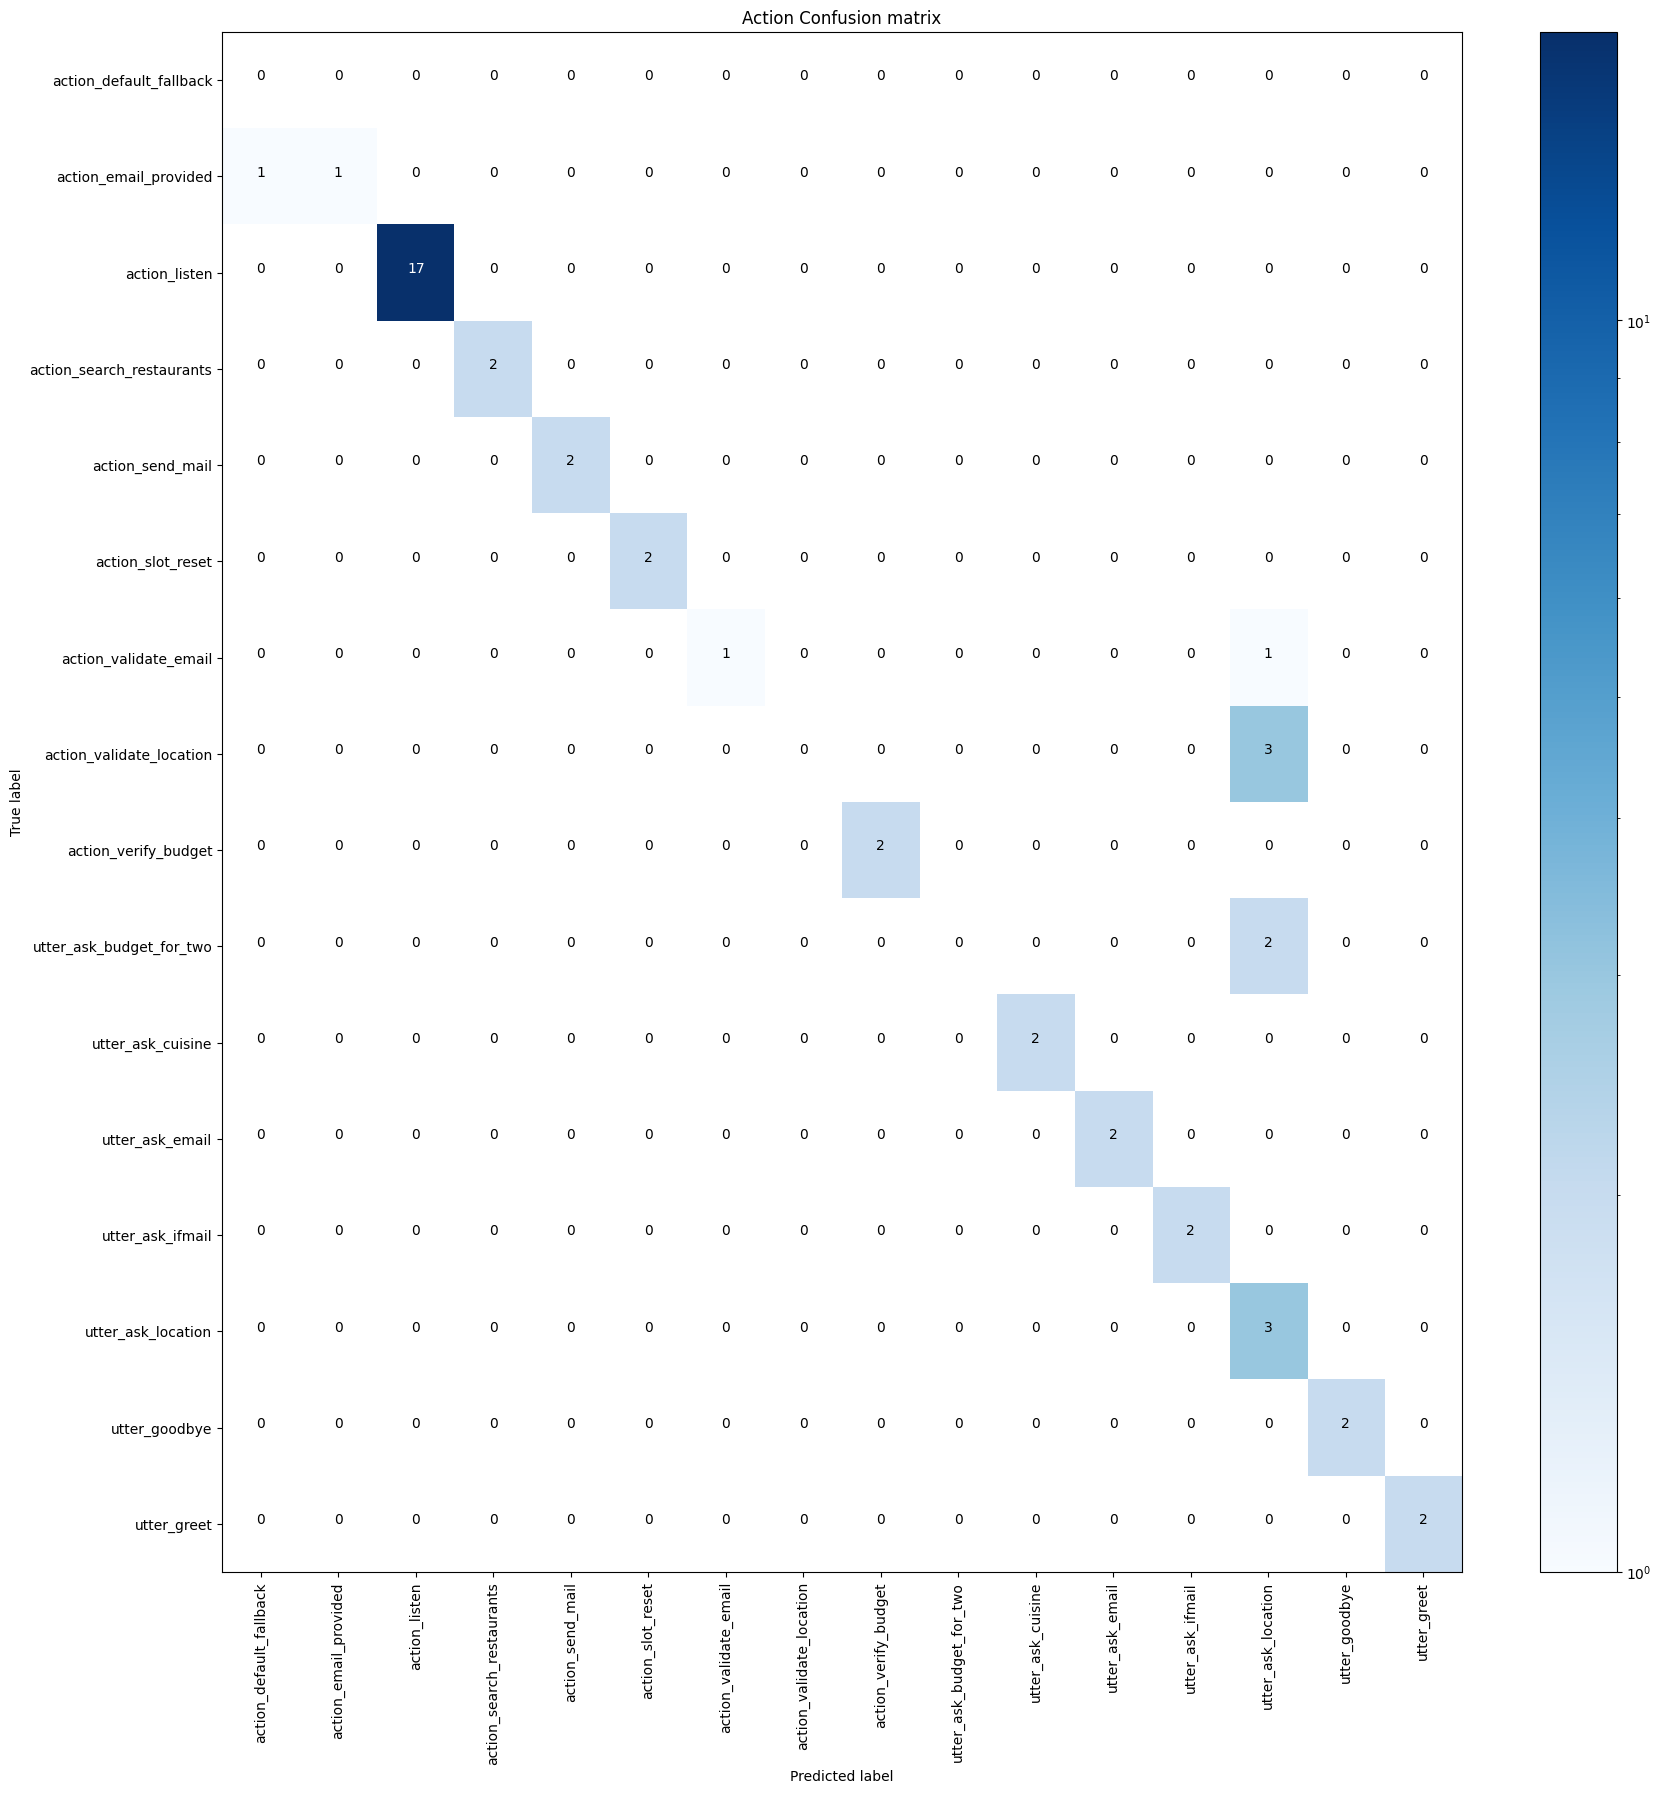 Action Confusion matrix
action_default_fallback 0 0 0 0 0 0 0 0 0 0 0 0 0 0 0 0
action_email_provided 1 1 0 0 0 0 0 0 0 0 0 0 0 0 0 0
action_listen 0 0 17 0 0 0 0 0 0 0 0 0 0 0 0 0
action_search_restaurants 0 0 0 2 0 0 0 0 0 0 0 0 0 0 0 0
action_send_mail 0 0 0 0 2 0 0 0 0 0 0 0 0 0 0 0
action_slot_reset 0 0 0 0 0 2 0 0 0 0 0 0 0 0 0 0
action_validate_email 0 0 0 0 0 0 1 0 0 0 0 0 0 1 0 0
action_validate_location 0 0 0 0 0 0 0 0 0 0 0 0 0 3 0 0
action_verify_budget 0 0 0 0 0 0 0 0 2 0 0 0 0 0 0 0
utter_ask_budget_for_two 0 0 0 0 0 0 0 0 0 0 0 0 0 2 0 0
utter_ask_cuisine 0 0 0 0 0 0 0 0 0 0 2 0 0 0 0 0
utter_ask_email 0 0 0 0 0 0 0 0 0 0 0 2 0 0 0 0
utter_ask_ifmail 0 0 0 0 0 0 0 0 0 0 0 0 2 0 0 0
utter_ask_location 0 0 0 0 0 0 0 0 0 0 0 0 0 3 0 0
utter_goodbye 0 0 0 0 0 0 0 0 0 0 0 0 0 0 2 0
utter_greet 0 0 0 0 0 0 0 0 0 0 0 0 0 0 0 2
True label
action_default_fallback
action_email_provided
action_listen
action_search_restaurants
action_send_mail
action_slot_reset
action_validate_email
action_validate_location
action_verify_budget
utter_ask_budget_for_two
utter_ask_cuisine
utter_ask_email
utter_ask_ifmail
utter_ask_location
utter_goodbye
utter_greet
Predicted label
10¹
10⁰